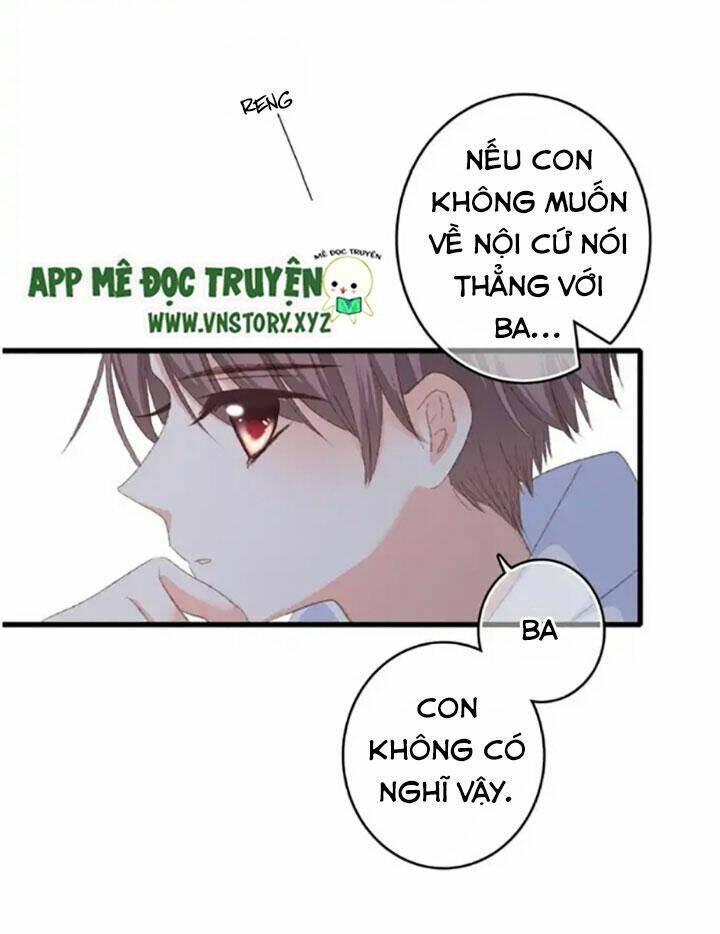 RENG
NẾU CON
KHÔNG MUỐN
VỀ NỘI CỨ NÓI
THẲNG VỚI
BA...
MÊ ĐỌC TRUYỆN
APP MÊ ĐỌC TRUYỆN
WWW.VNSTORY.XYZ
BA
CON
KHÔNG CÓ
NGHĨ VẬY.